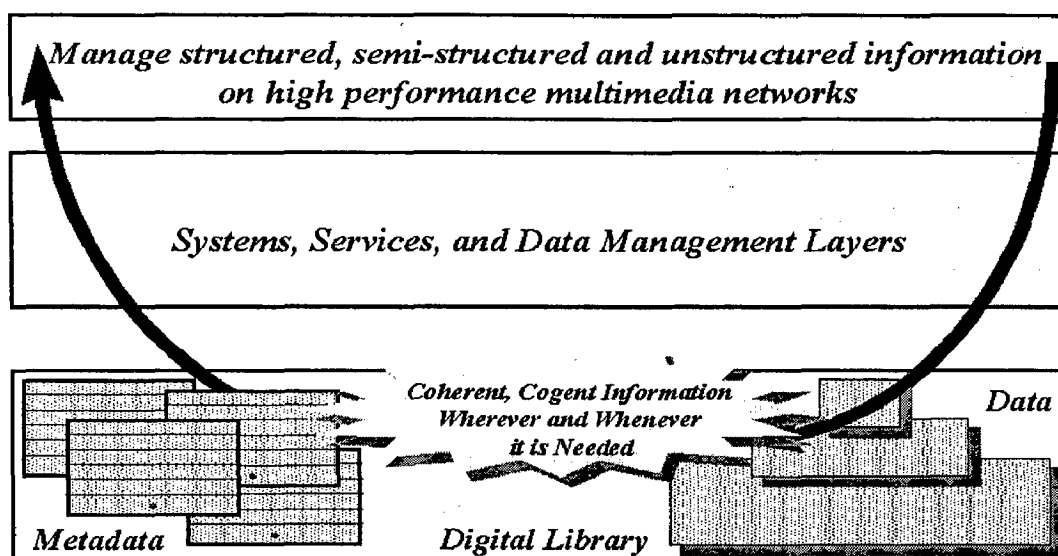 Manage structured, semi-structured and unstructured information
on high performance multimedia networks
Systems, Services, and Data Management Layers
Coherent, Cogent Information
Wherever and Whenever
it is Needed
Data
Metadata
Digital Library